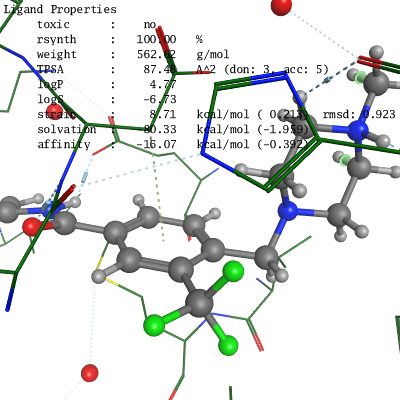 Ligand Properties
toxic : no
rsynth : 100.00 %
weight : 562.62 g/mol
TPSA : 87.46 A^2 (don: 3, acc: 5)
logP : 4.77
logS : -6.73
strain : 8.71 kcal/mol ( 0.213) rmsd: 0.923
solvation : -80.33 kcal/mol (-1.959)
affinity : -16.07 kcal/mol (-0.392)